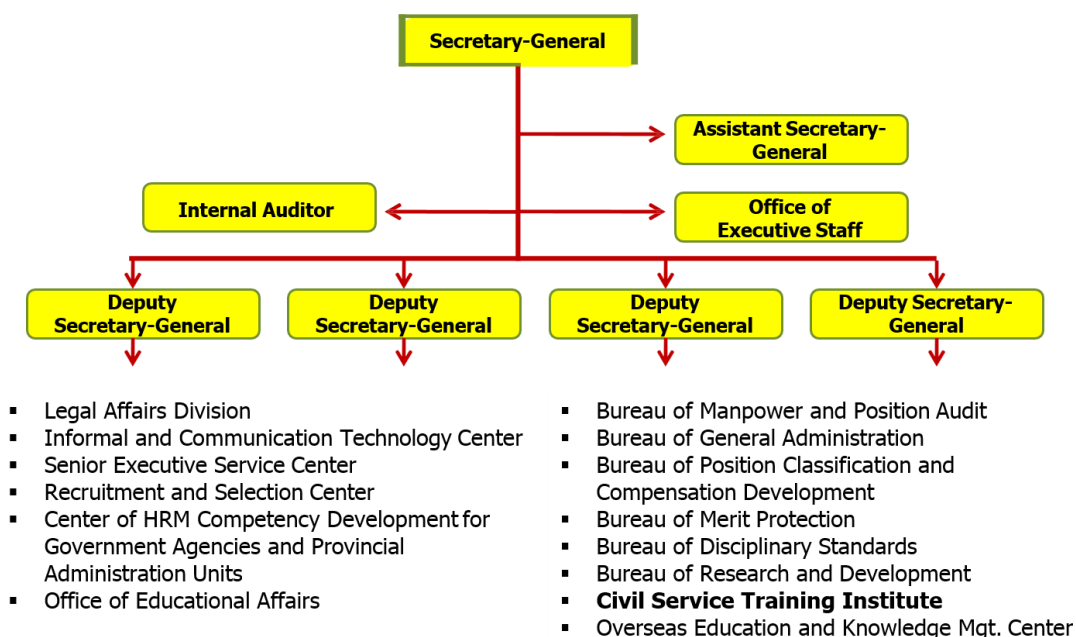 Secretary-General
Assistant Secretary-
General
Internal Auditor
Office of
Executive Staff
Deputy
Secretary-General
Deputy
Secretary-General
Deputy
Secretary-General
Deputy Secretary-
General
▪ Legal Affairs Division
▪ Informal and Communication Technology Center
▪ Senior Executive Service Center
▪ Recruitment and Selection Center
▪ Center of HRM Competency Development for
Government Agencies and Provincial
Administration Units
▪ Office of Educational Affairs
▪ Bureau of Manpower and Position Audit
▪ Bureau of General Administration
▪ Bureau of Position Classification and
Compensation Development
▪ Bureau of Merit Protection
▪ Bureau of Disciplinary Standards
▪ Bureau of Research and Development
▪ Civil Service Training Institute
▪ Overseas Education and Knowledge Mgt. Center